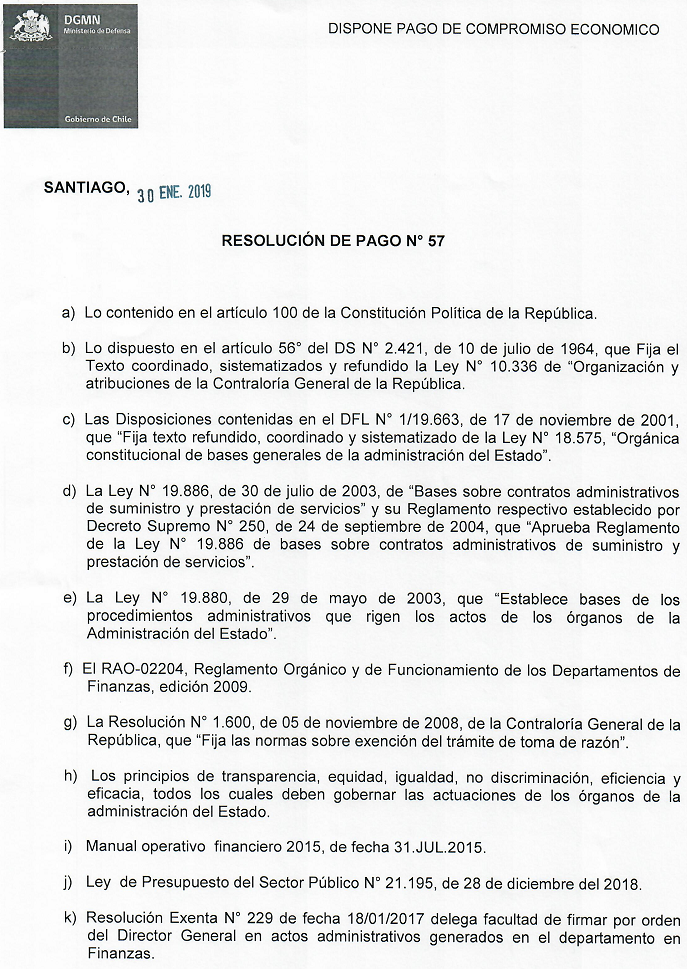 DGMN
Ministerio de Defensa
Gobierno de Chile
DISPONE PAGO DE COMPROMISO ECONOMICO
SANTIAGO, 30 ENE. 2019
RESOLUCIÓN DE PAGO N° 57
a) Lo contenido en el artículo 100 de la Constitución Política de la República.
b) Lo dispuesto en el artículo 56° del DS N° 2.421, de 10 de julio de 1964, que Fija el
Texto coordinado, sistematizados y refundido la Ley N° 10.336 de “Organización y
atribuciones de la Contraloría General de la República.
c) Las Disposiciones contenidas en el DFL N° 1/19.663, de 17 de noviembre de 2001,
que “Fija texto refundido, coordinado y sistematizado de la Ley N° 18.575, “Orgánica
constitucional de bases generales de la administración del Estado”.
d) La Ley N° 19.886, de 30 de julio de 2003, de “Bases sobre contratos administrativos
de suministro y prestación de servicios” y su Reglamento respectivo establecido por
Decreto Supremo N° 250, de 24 de septiembre de 2004, que “Aprueba Reglamento
de la Ley N° 19.886 de bases sobre contratos administrativos de suministro y
prestación de servicios”.
e) La Ley N° 19.880, de 29 de mayo de 2003, que “Establece bases de los
procedimientos administrativos que rigen los actos de los órganos de la
Administración del Estado”.
f) El RAO-02204, Reglamento Orgánico y de Funcionamiento de los Departamentos de
Finanzas, edición 2009.
g) La Resolución N° 1.600, de 05 de noviembre de 2008, de la Contraloría General de la
República, que “Fija las normas sobre exención del trámite de toma de razón”.
h) Los principios de transparencia, equidad, igualdad, no discriminación, eficiencia y
eficacia, todos los cuales deben gobernar las actuaciones de los órganos de la
administración del Estado.
i) Manual operativo financiero 2015, de fecha 31.JUL.2015.
j) Ley de Presupuesto del Sector Público N° 21.195, de 28 de diciembre del 2018.
k) Resolución Exenta N° 229 de fecha 18/01/2017 delega facultad de firmar por orden
del Director General en actos administrativos generados en el departamento en
Finanzas.